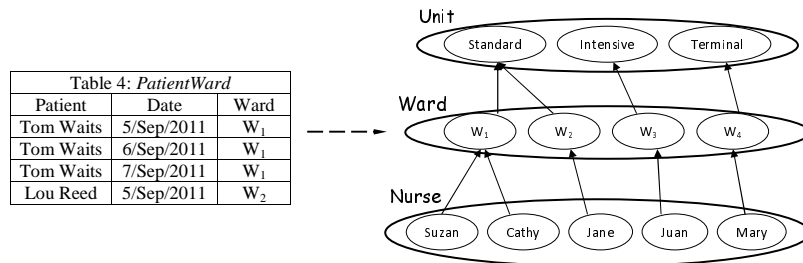 Table 4: PatientWard
Patient Date Ward
Tom Waits 5/Sep/2011 W₁
Tom Waits 6/Sep/2011 W₁
Tom Waits 7/Sep/2011 W₁
Lou Reed 5/Sep/2011 W₂
Unit
Standard Intensive Terminal
Ward
W₁ W₂ W₃ W₄
Nurse
Suzan Cathy Jane Juan Mary